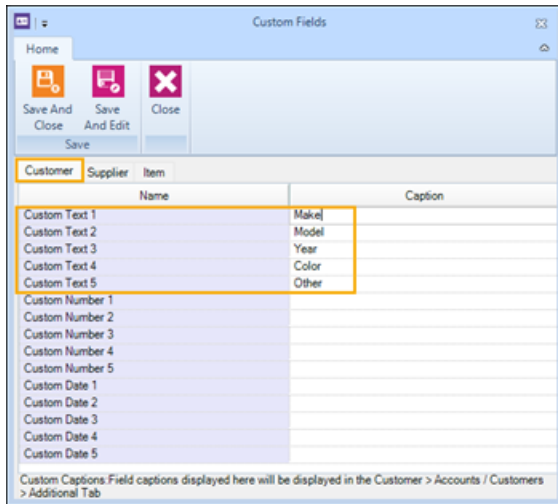 Custom Fields
Home
Save And Close
Save And Edit
Close
Save
Customer Supplier Item
Name Caption
Custom Text 1 Make
Custom Text 2 Model
Custom Text 3 Year
Custom Text 4 Color
Custom Text 5 Other
Custom Number 1
Custom Number 2
Custom Number 3
Custom Number 4
Custom Number 5
Custom Date 1
Custom Date 2
Custom Date 3
Custom Date 4
Custom Date 5
Custom Captions:Field captions displayed here will be displayed in the Customer > Accounts / Customers
> Additional Tab